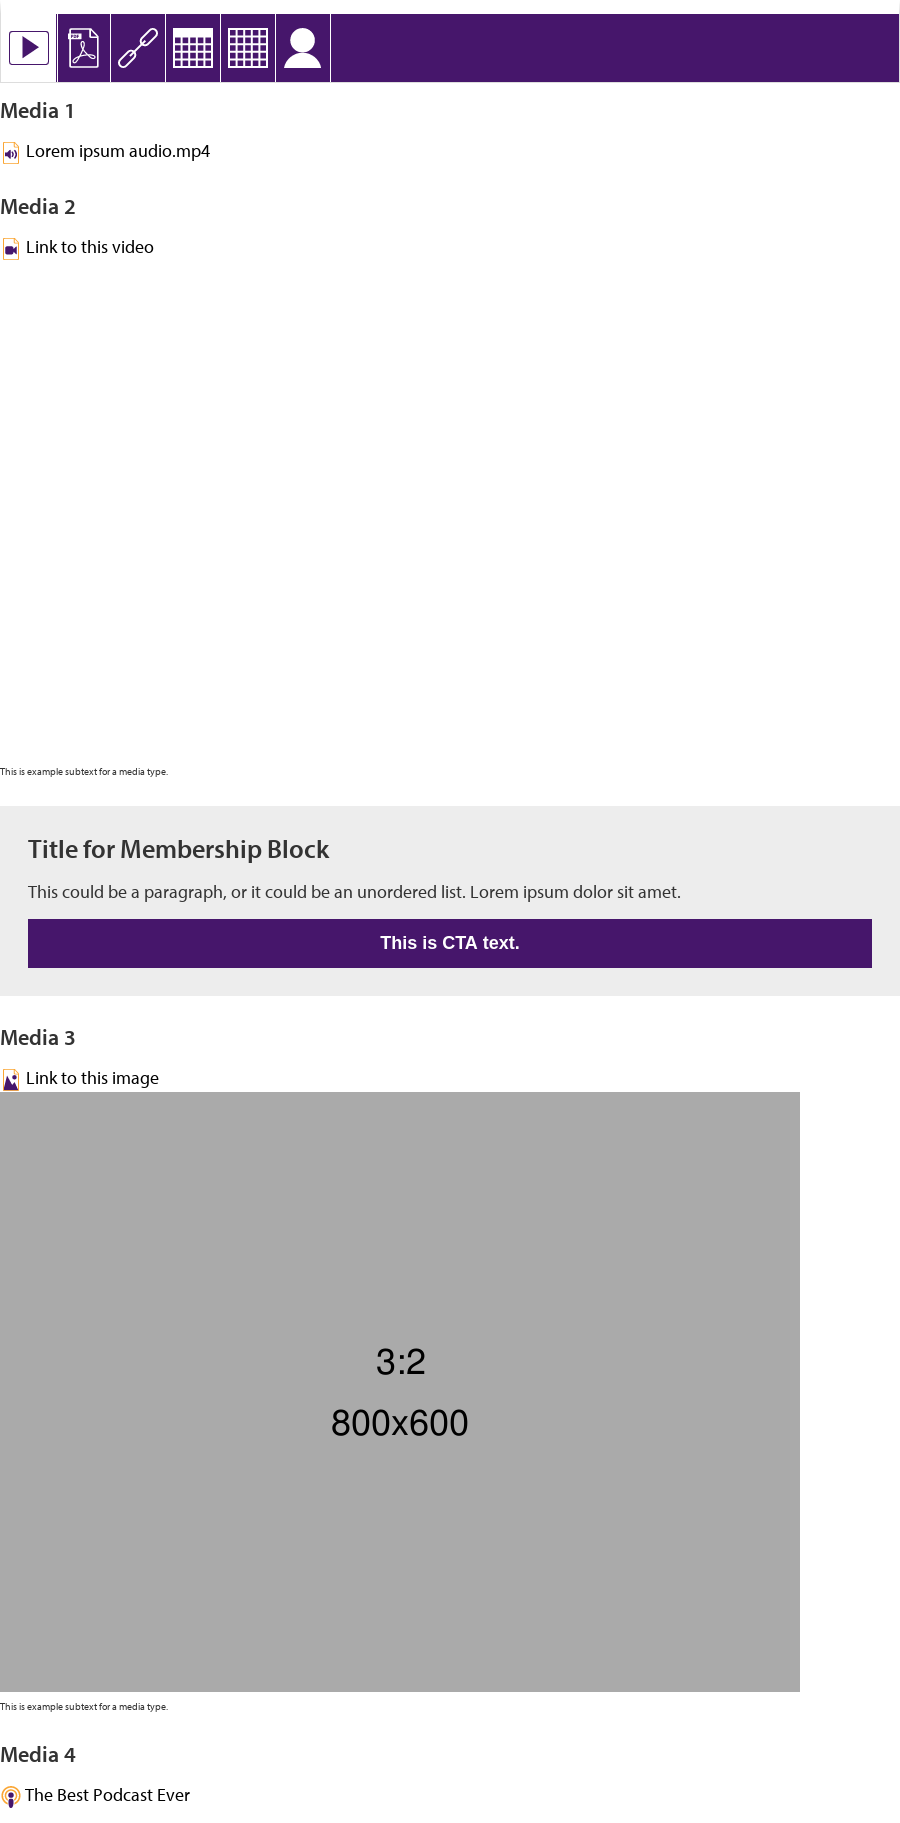 PDF
Media 1
Lorem ipsum audio.mp4
Media 2
Link to this video
This is example subtext for a media type.
Title for Membership Block
This could be a paragraph, or it could be an unordered list. Lorem ipsum dolor sit amet.
This is CTA text.
Media 3
Link to this image
3:2
800x600
This is example subtext for a media type.
Media 4
The Best Podcast Ever